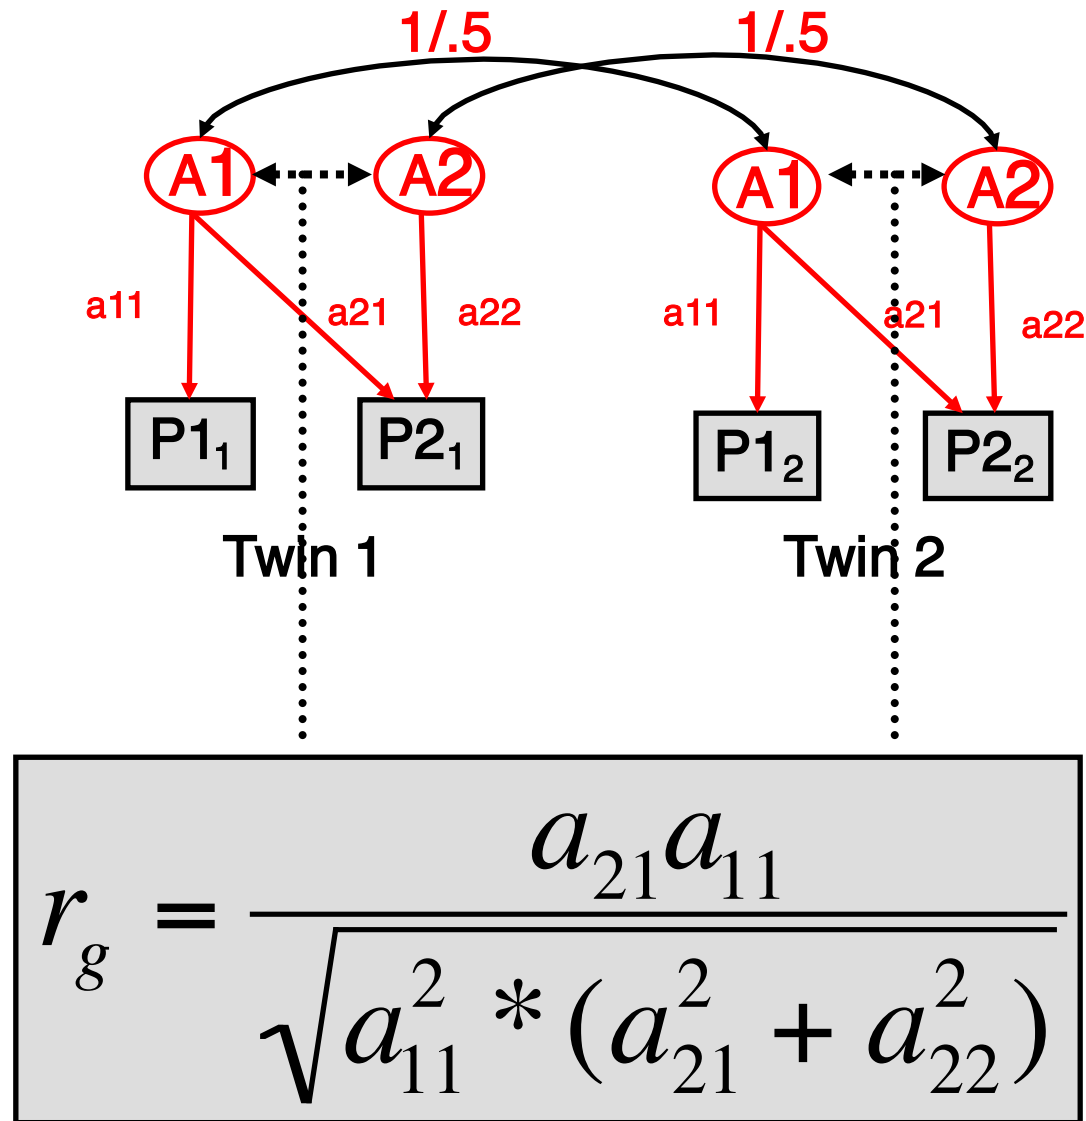 1/.5 1/.5
A1 A2 A1 A2
a11 a21 a22 a11 a21 a22
P1₁ P2₁ P1₂ P2₂
Twin 1 Twin 2
r_g = a₂₁a₁₁ / √(a₁₁² * (a₂₁² + a₂₂²))